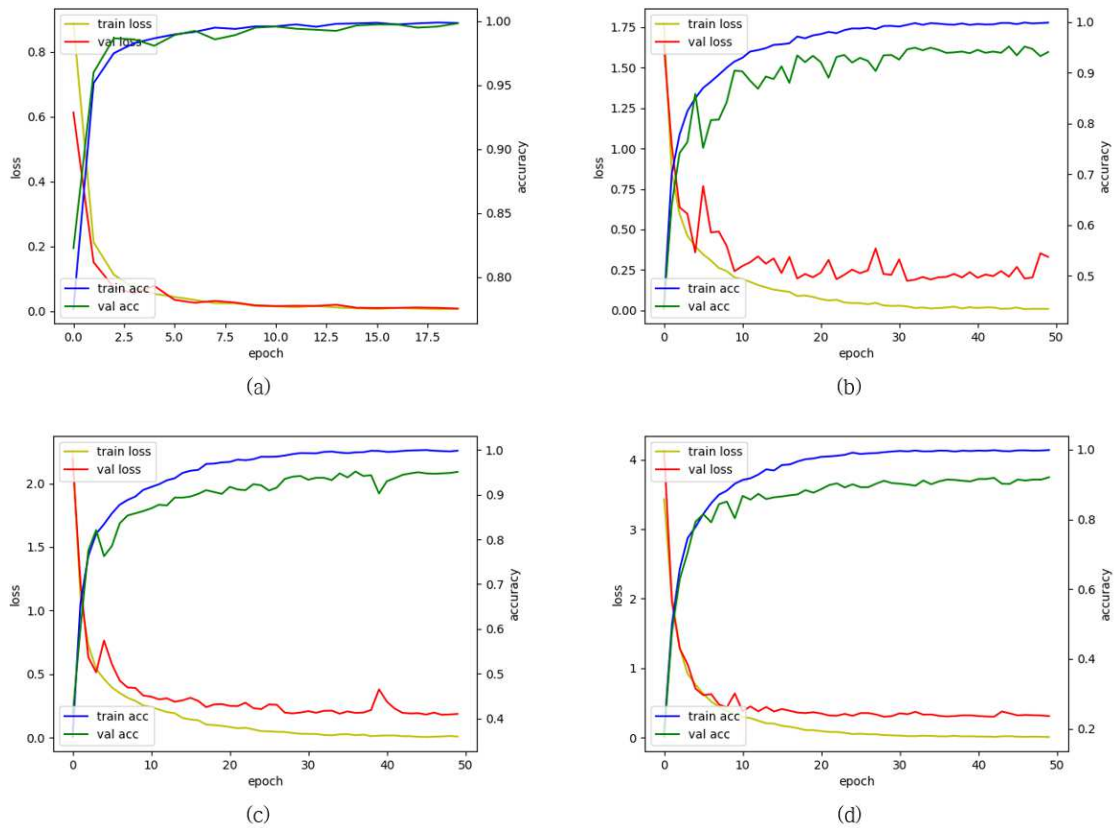 train loss
val loss
train acc
val acc
loss
accuracy
epoch
0.0
0.2
0.4
0.6
0.8
0.80
0.85
0.90
0.95
1.00
0.0 2.5 5.0 7.5 10.0 12.5 15.0 17.5
(a)
train loss
val loss
train acc
val acc
loss
accuracy
epoch
0.00
0.25
0.50
0.75
1.00
1.25
1.50
1.75
0.5
0.6
0.7
0.8
0.9
1.0
0 10 20 30 40 50
(b)
train loss
val loss
train acc
val acc
loss
accuracy
epoch
0.0
0.5
1.0
1.5
2.0
0.4
0.5
0.6
0.7
0.8
0.9
1.0
0 10 20 30 40 50
(c)
train loss
val loss
train acc
val acc
loss
accuracy
epoch
0
1
2
3
4
0.2
0.4
0.6
0.8
1.0
0 10 20 30 40 50
(d)